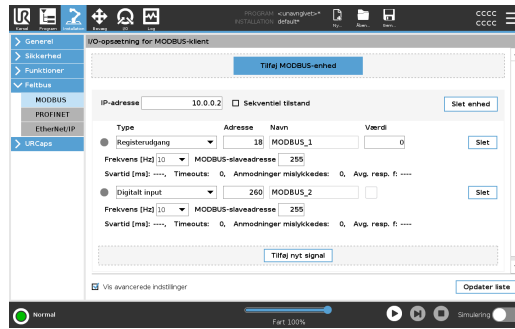 PROGRAM <unavngivet>*
INSTALLATION default*
Kørsel Program Installation Bevæg I/O Log Ny... Åbn... Gem...
cccc
cccc
Generel
I/O-opsætning for MODBUS-klient
Sikkerhed
Funktioner
Tilføj MODBUS-enhed
Feltbus
MODBUS
IP-adresse 10.0.0.2 Sekventiel tilstand Slet enhed
PROFINET
EtherNet/IP
URCaps
Type Adresse Navn Værdi
Registerudgang 18 MODBUS_1 0 Slet
Frekvens [Hz] 10 MODBUS-slaveadresse 255
Svartid [ms]: ----, Timeouts: 0, Anmodninger mislykkedes: 0, Avg. resp. f: ----
Digitalt input 260 MODBUS_2 Slet
Frekvens [Hz] 10 MODBUS-slaveadresse 255
Svartid [ms]: ----, Timeouts: 0, Anmodninger mislykkedes: 0, Avg. resp. f: ----
Tilføj nyt signal
Vis avancerede indstillinger Opdater liste
Normal
Fart 100%
Simulering